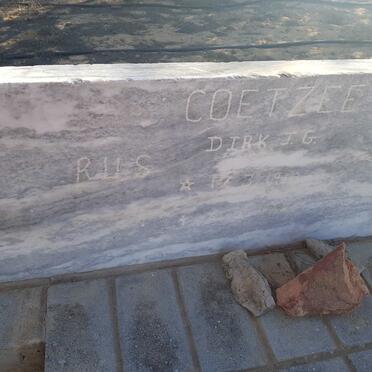 COETZEE
DIRK J.G.
RUS